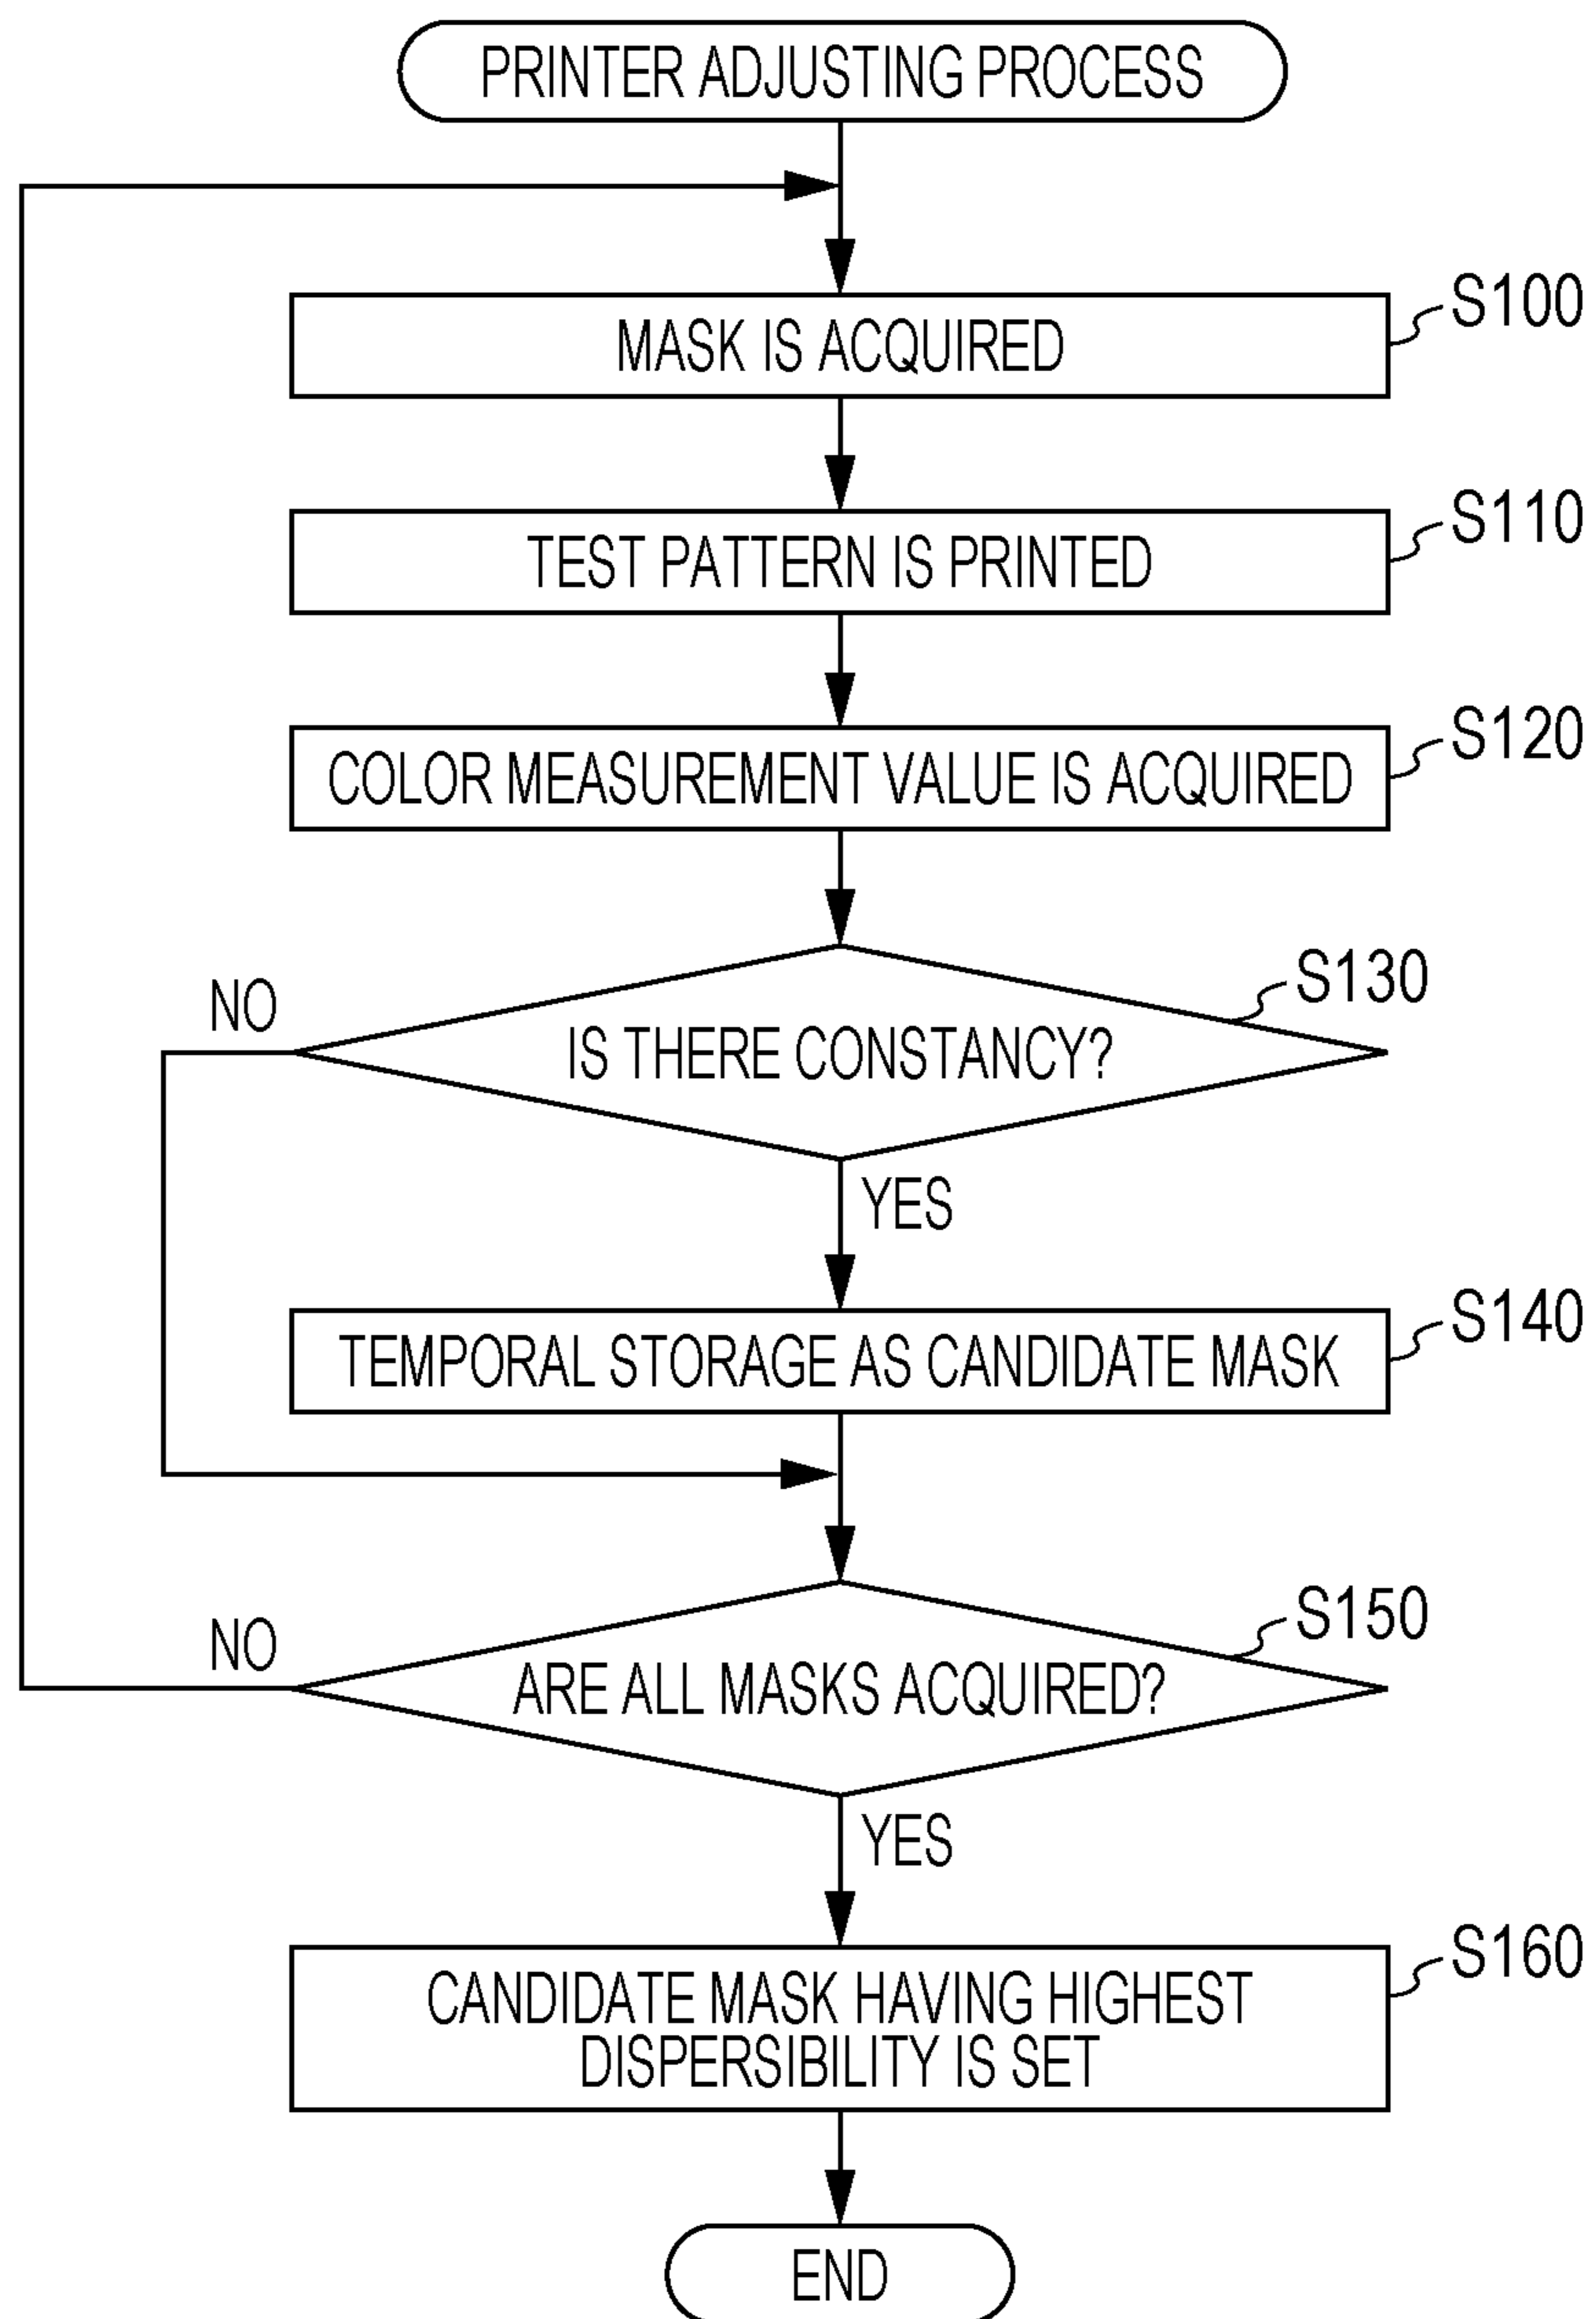 PRINTER ADJUSTING PROCESS
S100
MASK IS ACQUIRED
S110
TEST PATTERN IS PRINTED
S120
COLOR MEASUREMENT VALUE IS ACQUIRED
S130
NO
IS THERE CONSTANCY?
YES
S140
TEMPORAL STORAGE AS CANDIDATE MASK
S150
NO
ARE ALL MASKS ACQUIRED?
YES
S160
CANDIDATE MASK HAVING HIGHEST
DISPERSIBILITY IS SET
END